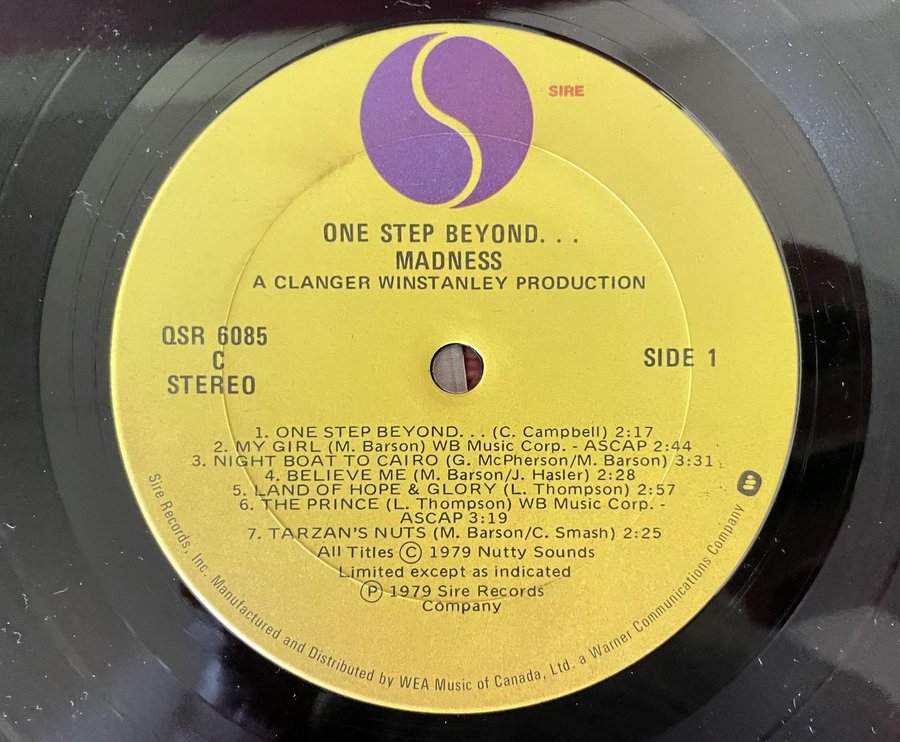 SIRE
ONE STEP BEYOND. . .
MADNESS
A CLANGER WINSTANLEY PRODUCTION
QSR 6085
C
STEREO
SIDE 1
1. ONE STEP BEYOND. . . (C. Campbell) 2:17
2. MY GIRL (M. Barson) WB Music Corp. - ASCAP 2:44
3. NIGHT BOAT TO CAIRO (G. McPherson/M. Barson) 3:31
4. BELIEVE ME (M. Barson/J. Hasler) 2:28
5. LAND OF HOPE & GLORY (L. Thompson) 2:57
6. THE PRINCE (L. Thompson) WB Music Corp. -
ASCAP 3:19
7. TARZAN'S NUTS (M. Barson/C. Smash) 2:25
All Titles Ⓒ 1979 Nutty Sounds
Limited except as indicated
Ⓟ 1979 Sire Records
Company
Sire Records, Inc. Manufactured and Distributed by WEA Music of Canada, Ltd. a Warner Communications Company